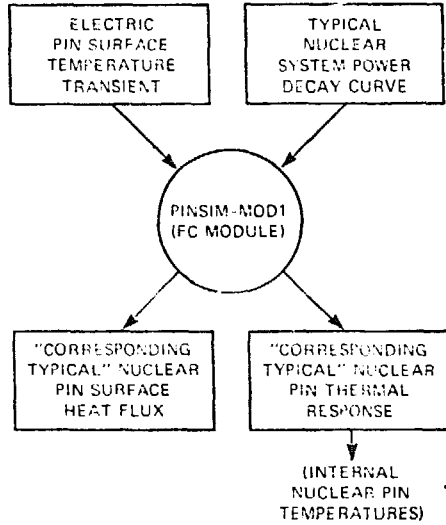 ELECTRIC
PIN SURFACE
TEMPERATURE
TRANSIENT
TYPICAL
NUCLEAR
SYSTEM POWER
DECAY CURVE
PINSIM-MOD1
(FC MODULE)
"CORRESPONDING
TYPICAL" NUCLEAR
PIN SURFACE
HEAT FLUX
"CORRESPONDING
TYPICAL" NUCLEAR
PIN THERMAL
RESPONSE
(INTERNAL
NUCLEAR PIN
TEMPERATURES)